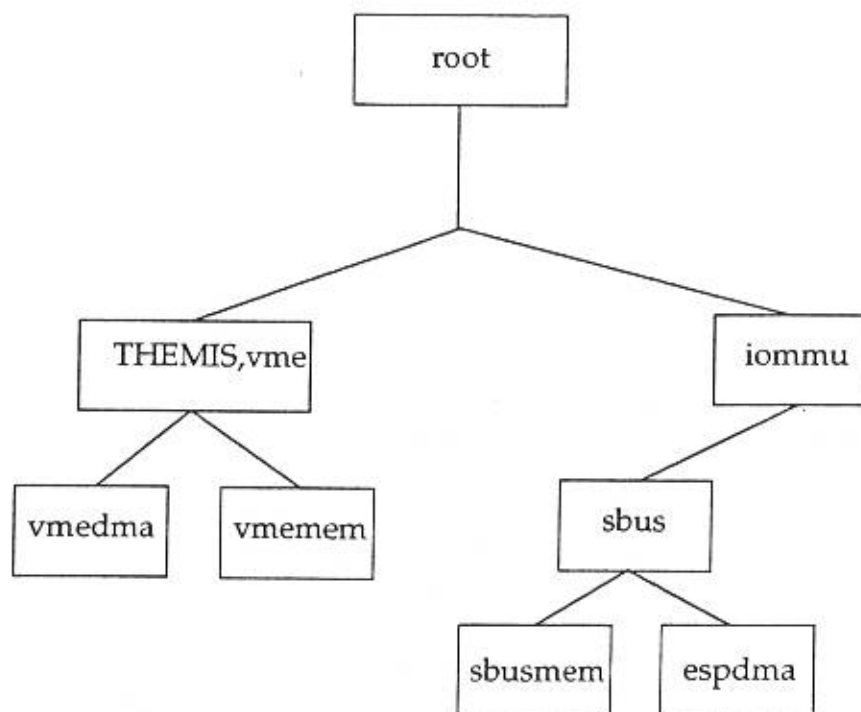 root
THEMIS,vme
iommu
vmedma
vmemem
sbus
sbusmem
espdma